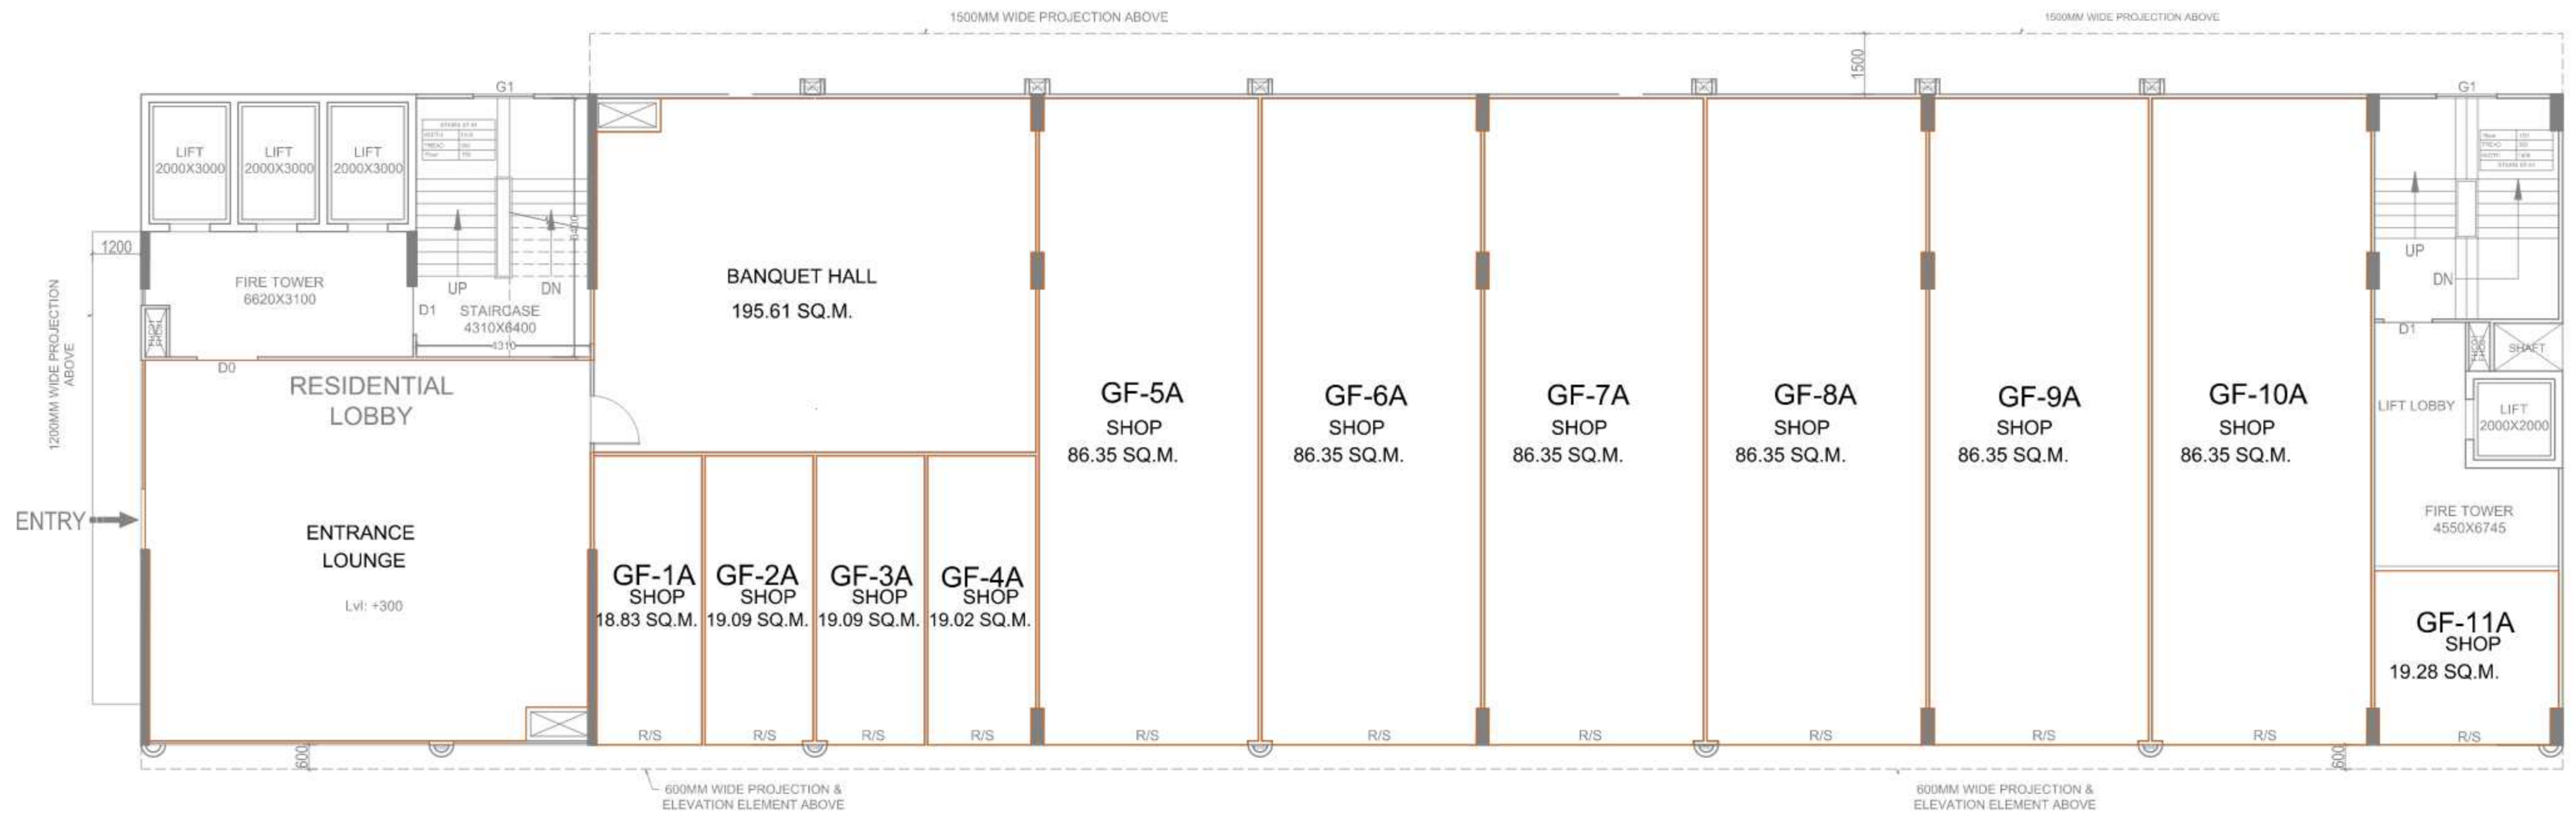 1500MM WIDE PROJECTION ABOVE
1500MM WIDE PROJECTION ABOVE
1500
G1
G1
LIFT
2000X3000
LIFT
2000X3000
LIFT
2000X3000
6400
1200
1200MM WIDE PROJECTION
ABOVE
FIRE TOWER
6620X3100
UP
DN
D1
STAIRCASE
4310X6400
4310
D0
RESIDENTIAL
LOBBY
ENTRY
ENTRANCE
LOUNGE
Lvl: +300
BANQUET HALL
195.61 SQ.M.
GF-1A
SHOP
18.83 SQ.M.
R/S
GF-2A
SHOP
19.09 SQ.M.
R/S
GF-3A
SHOP
19.09 SQ.M.
R/S
GF-4A
SHOP
19.02 SQ.M.
R/S
GF-5A
SHOP
86.35 SQ.M.
R/S
GF-6A
SHOP
86.35 SQ.M.
R/S
GF-7A
SHOP
86.35 SQ.M.
R/S
GF-8A
SHOP
86.35 SQ.M.
R/S
GF-9A
SHOP
86.35 SQ.M.
R/S
GF-10A
SHOP
86.35 SQ.M.
R/S
UP
DN
D1
SHAFT
LIFT LOBBY
LIFT
2000X2000
FIRE TOWER
4550X6745
GF-11A
SHOP
19.28 SQ.M.
R/S
600
600
600MM WIDE PROJECTION &
ELEVATION ELEMENT ABOVE
600MM WIDE PROJECTION &
ELEVATION ELEMENT ABOVE